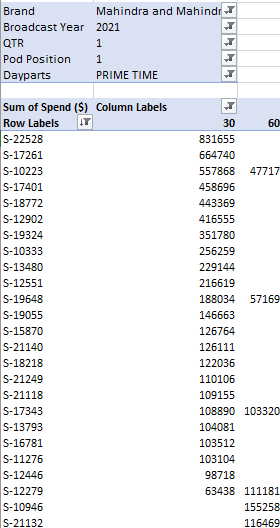 Brand Mahindra and Mahindr
Broadcast Year 2021
QTR 1
Pod Position 1
Dayparts PRIME TIME
Sum of Spend ($) Column Labels
Row Labels 30 60
S-22528 831655
S-17261 664740
S-10223 557868 47717
S-17401 458696
S-18772 443369
S-12902 416555
S-19324 351780
S-10333 256259
S-13480 229144
S-12551 216619
S-19648 188034 57169
S-19055 146663
S-15870 126764
S-21140 126111
S-18218 122036
S-21249 110106
S-21118 109155
S-17343 108890 103320
S-13793 104081
S-16781 103512
S-11276 103104
S-12446 98718
S-12279 63438 111181
S-10946 155258
S-21132 116469